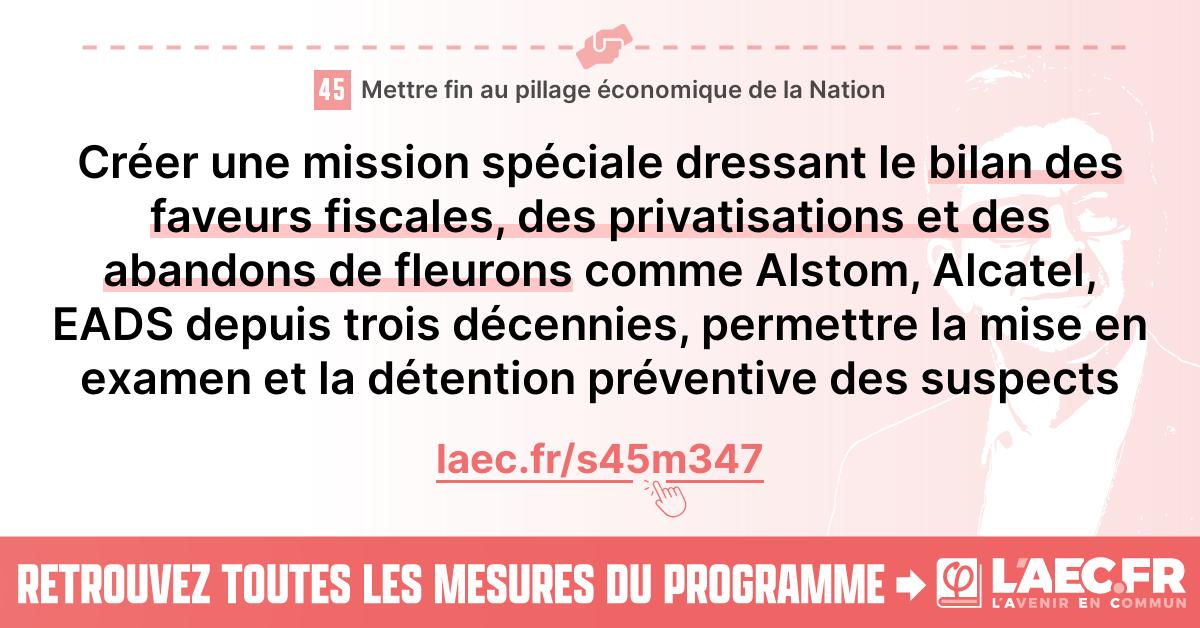 45 Mettre fin au pillage économique de la Nation
Créer une mission spéciale dressant le bilan des
faveurs fiscales, des privatisations et des
abandons de fleurons comme Alstom, Alcatel,
EADS depuis trois décennies, permettre la mise en
examen et la détention préventive des suspects
laec.fr/s45m347
RETROUVEZ TOUTES LES MESURES DU PROGRAMME
φ L'AEC.FR
L'AVENIR EN COMMUN